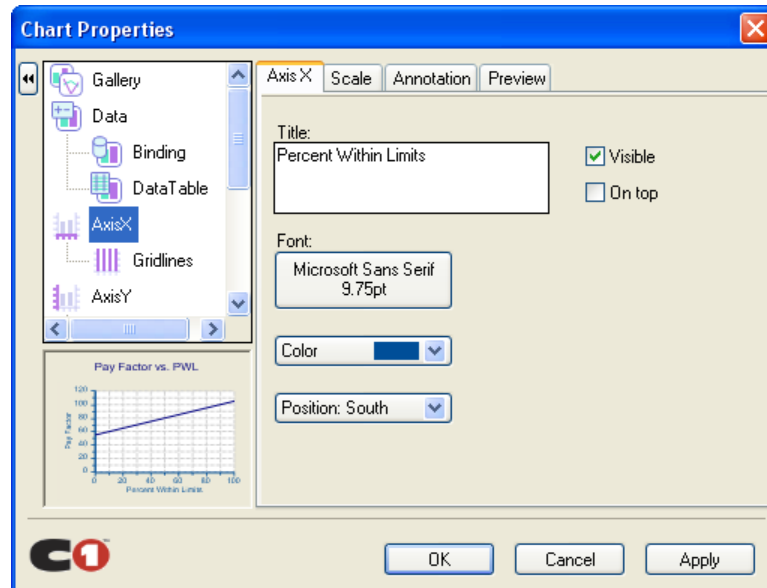 Chart Properties
Gallery
Data
Binding
DataTable
AxisX
Gridlines
AxisY
Axis X
Scale
Annotation
Preview
Title:
Percent Within Limits
Visible
On top
Font:
Microsoft Sans Serif
9.75pt
Color
Position: South
Pay Factor vs. PWL
Pay Factor
120
100
80
60
40
20
0
0 20 40 60 80 100
Percent Within Limits
C1
OK
Cancel
Apply